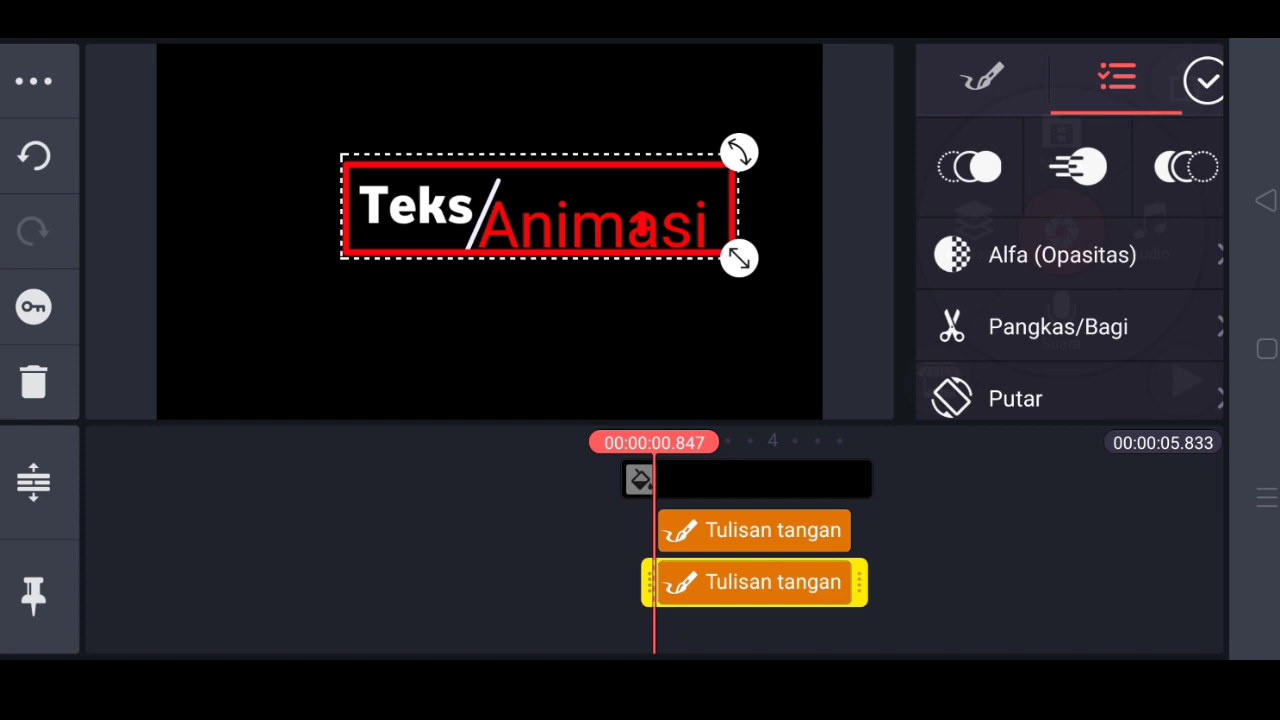 Teks/
Animasi
Alfa (Opasitas)
Pangkas/Bagi
Suara
Putar
00:00:00.847
4
00:00:05.833
Tulisan tangan
Tulisan tangan